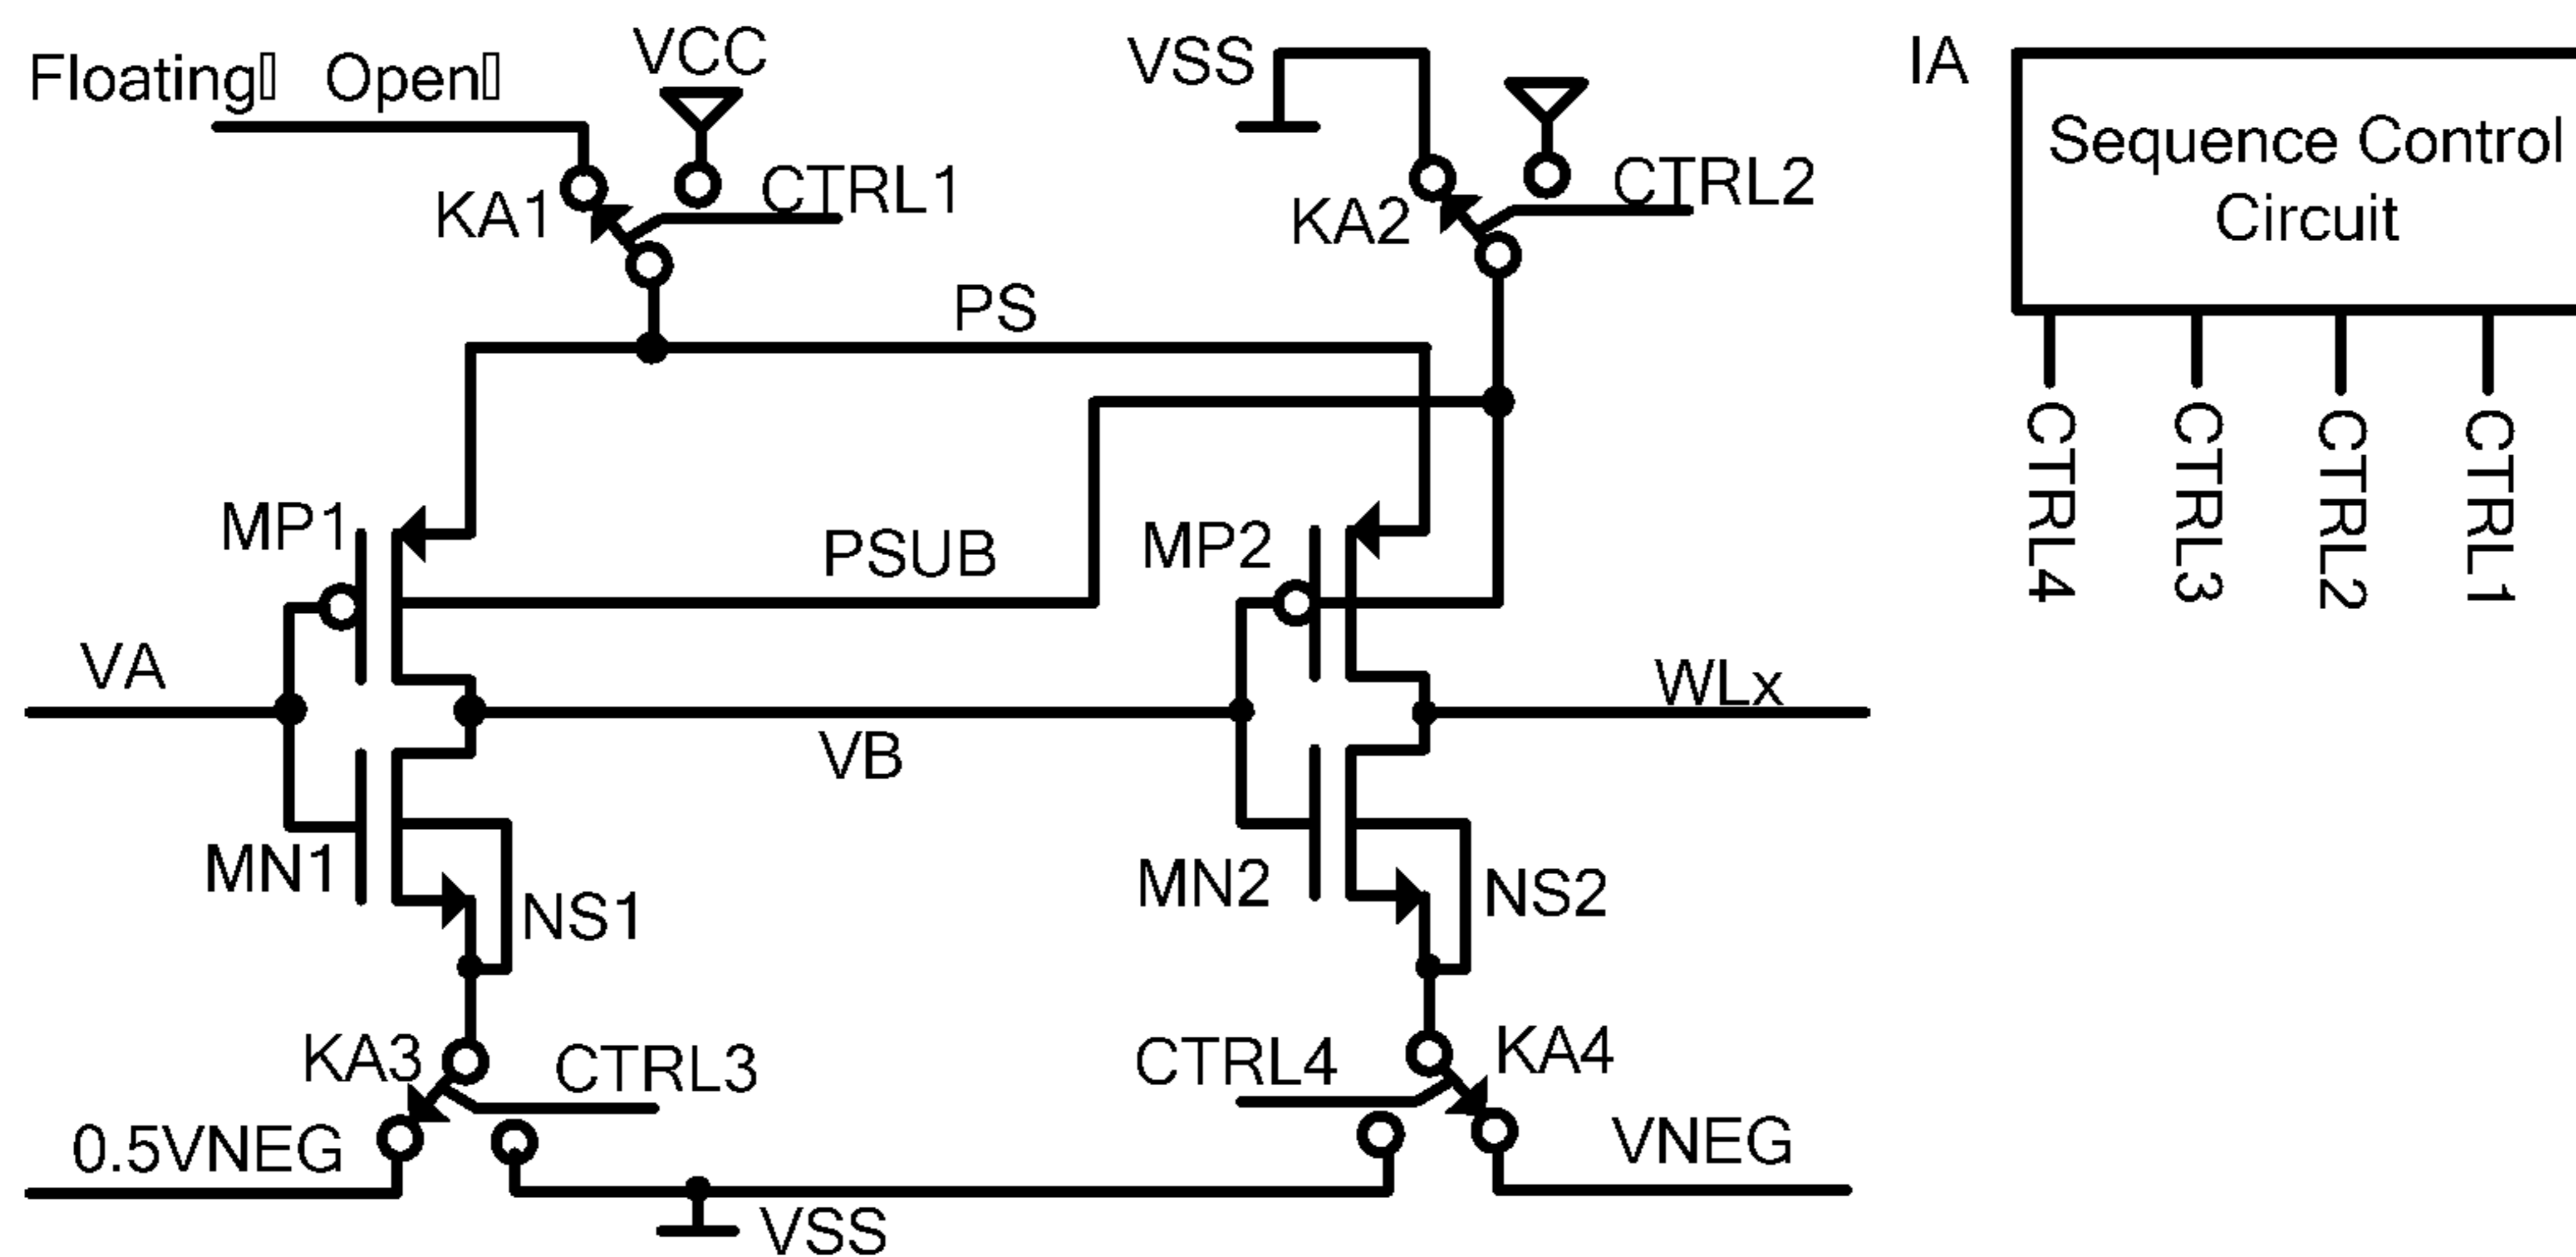 Floating Open
VCC
VSS
IA
Sequence Control
Circuit
CTRL1
CTRL2
KA1
KA2
PS
CTRL4
CTRL3
CTRL2
CTRL1
MP1
MP2
PSUB
VA
WLx
VB
MN1
MN2
NS1
NS2
KA3
CTRL3
CTRL4
KA4
0.5VNEG
VNEG
VSS